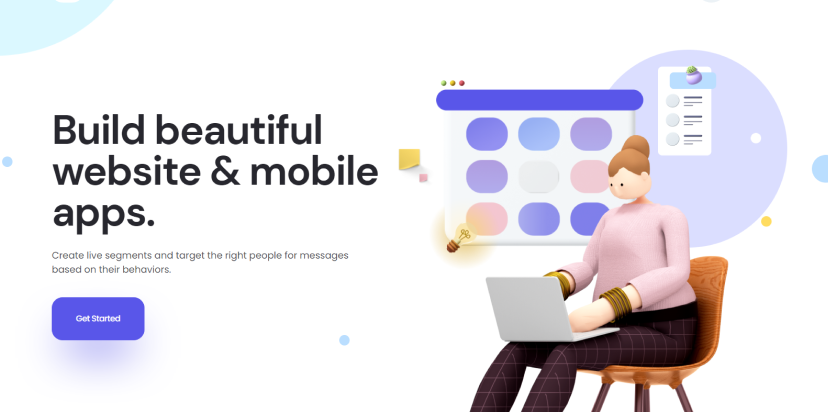 Build beautiful
website & mobile
apps.
Create live segments and target the right people for messages
based on their behaviors.
Get Started